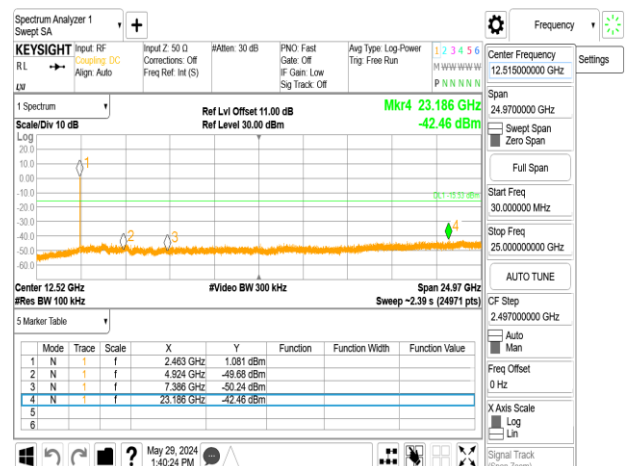 Spectrum Analyzer 1
Swept SA
Frequency
KEYSIGHT
RL
LXI
Input: RF
Coupling: DC
Align: Auto
Input Z: 50 Ω
Corrections: Off
Freq Ref: Int (S)
#Atten: 30 dB
PNO: Fast
Gate: Off
IF Gain: Low
Sig Track: Off
Avg Type: Log-Power
Trig: Free Run
1 2 3 4 5 6
M W W W W W
P N N N N N
Center Frequency
12.515000000 GHz
Settings
Span
24.9700000 GHz
Swept Span
Zero Span
Full Span
Start Freq
30.000000 MHz
Stop Freq
25.000000000 GHz
AUTO TUNE
CF Step
2.497000000 GHz
Auto
Man
Freq Offset
0 Hz
X Axis Scale
Log
Lin
Signal Track
(Span Zoom)
1 Spectrum
Scale/Div 10 dB
Log
Ref Lvl Offset 11.00 dB
Ref Level 30.00 dBm
Mkr4 23.186 GHz
-42.46 dBm
20.0
10.0
0.00
-10.0
-20.0
-30.0
-40.0
-50.0
-60.0
1
2
3
4
DL1 -15.53 dBm
Center 12.52 GHz
#Res BW 100 kHz
#Video BW 300 kHz
Span 24.97 GHz
Sweep ~2.39 s (24971 pts)
5 Marker Table
Mode Trace Scale X Y Function Function Width Function Value
1 N 1 f 2.463 GHz 1.081 dBm
2 N 1 f 4.924 GHz -49.68 dBm
3 N 1 f 7.386 GHz -50.24 dBm
4 N 1 f 23.186 GHz -42.46 dBm
5
6
?
May 29, 2024
1:40:24 PM